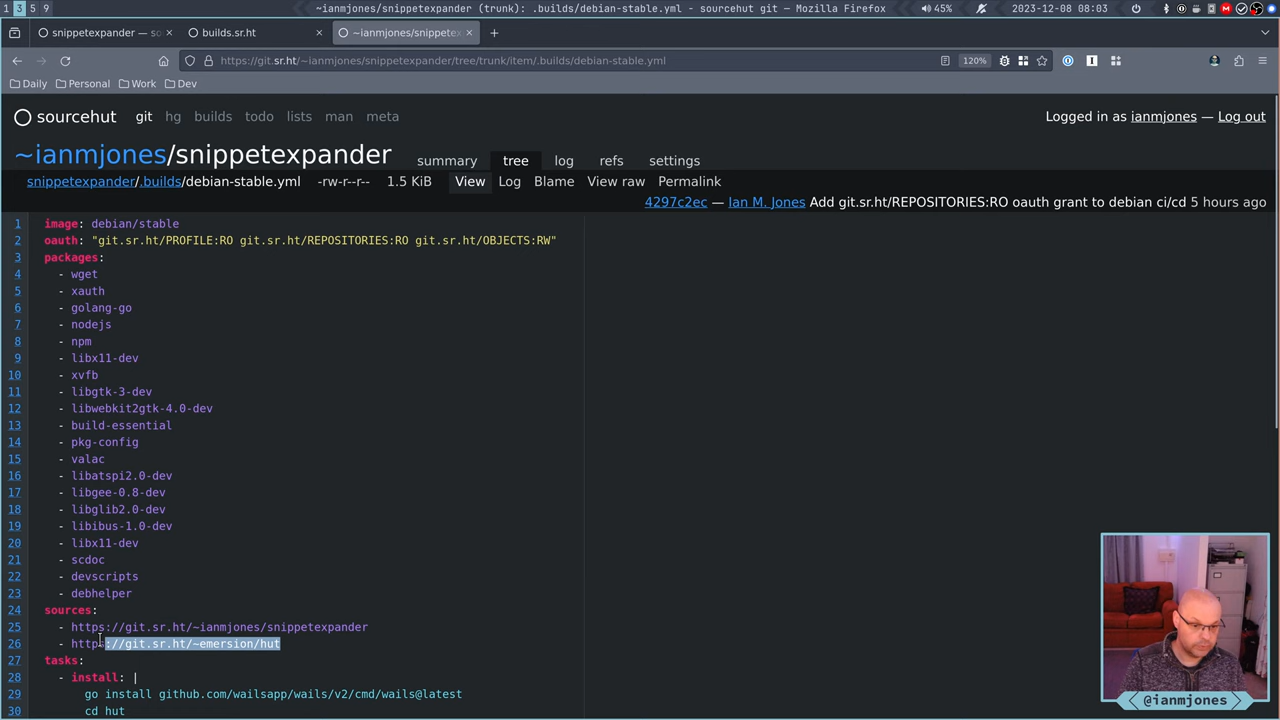 1 3 5 9
~ianmjones/snippetexpander (trunk): .builds/debian-stable.yml - sourcehut git — Mozilla Firefox
45%
2023-12-08 08:03
snippetexpander — so
builds.sr.ht
~ianmjones/snippetex
https://git.sr.ht/~ianmjones/snippetexpander/tree/trunk/item/.builds/debian-stable.yml
120%
Daily Personal Work Dev
sourcehut git hg builds todo lists man meta
Logged in as ianmjones — Log out
~ianmjones/snippetexpander summary tree log refs settings
snippetexpander/.builds/debian-stable.yml -rw-r--r-- 1.5 KiB View Log Blame View raw Permalink
4297c2ec — Ian M. Jones Add git.sr.ht/REPOSITORIES:RO oauth grant to debian ci/cd 5 hours ago
1 image: debian/stable
2 oauth: "git.sr.ht/PROFILE:RO git.sr.ht/REPOSITORIES:RO git.sr.ht/OBJECTS:RW"
3 packages:
4 - wget
5 - xauth
6 - golang-go
7 - nodejs
8 - npm
9 - libx11-dev
10 - xvfb
11 - libgtk-3-dev
12 - libwebkit2gtk-4.0-dev
13 - build-essential
14 - pkg-config
15 - valac
16 - libatspi2.0-dev
17 - libgee-0.8-dev
18 - libglib2.0-dev
19 - libibus-1.0-dev
20 - libx11-dev
21 - scdoc
22 - devscripts
23 - debhelper
24 sources:
25 - https://git.sr.ht/~ianmjones/snippetexpander
26 - https://git.sr.ht/~emersion/hut
27 tasks:
28 - install: |
29 go install github.com/wailsapp/wails/v2/cmd/wails@latest
30 cd hut
@ianmjones